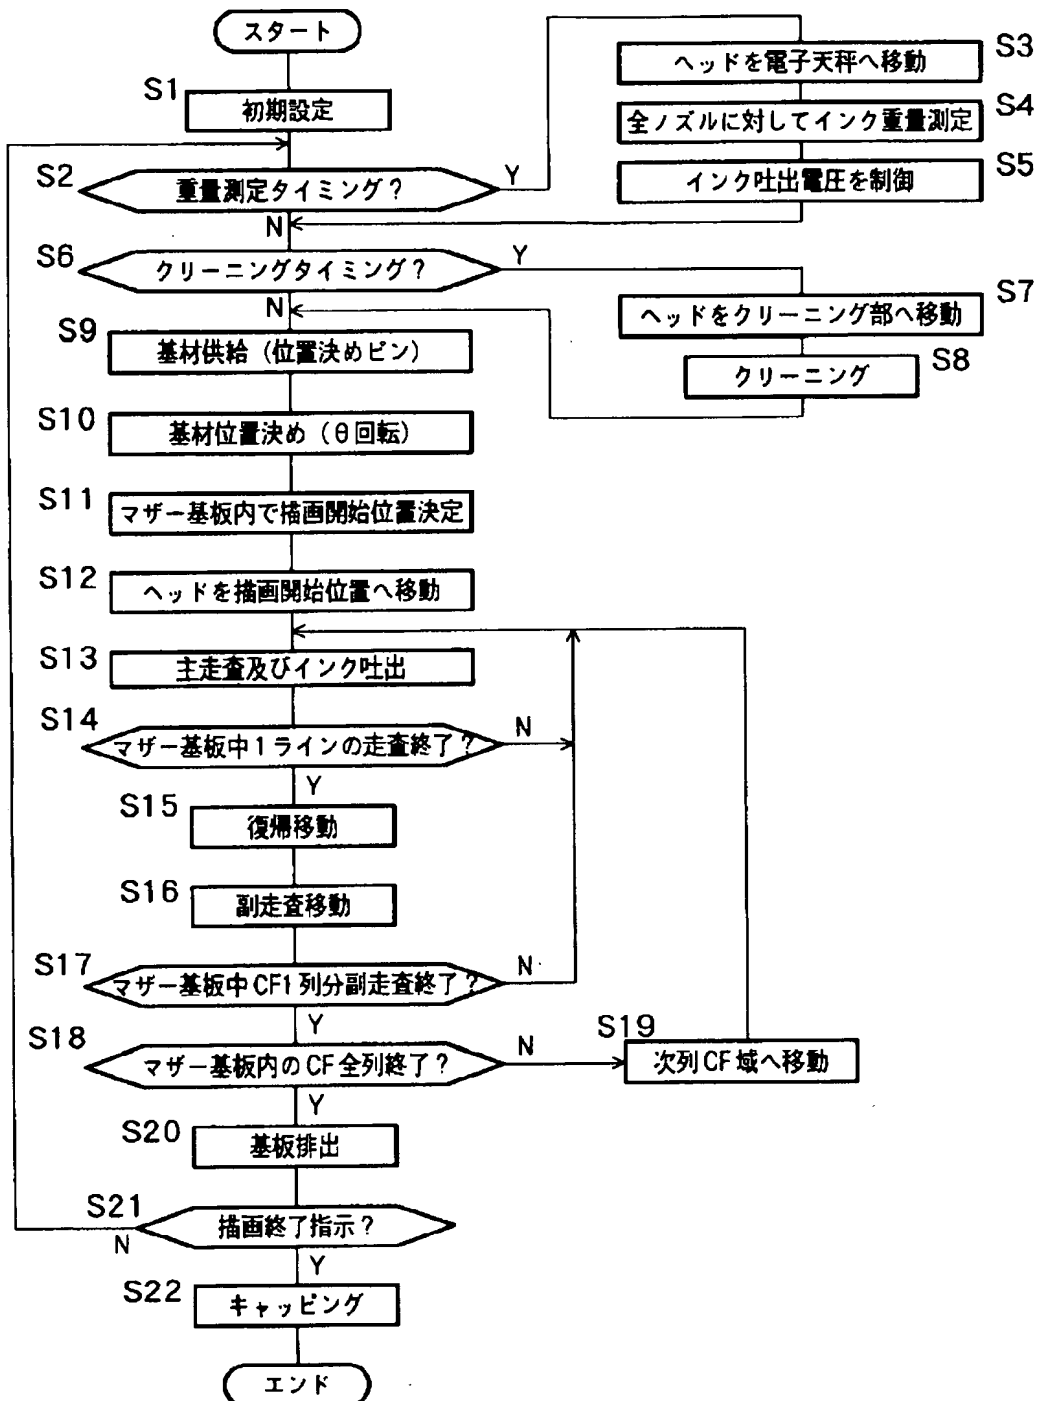 スタート
S1
初期設定
S2
重量測定タイミング?
Y
N
S3
ヘッドを電子天秤へ移動
S4
全ノズルに対してインク重量測定
S5
インク吐出電圧を制御
S6
クリーニングタイミング?
Y
N
S7
ヘッドをクリーニング部へ移動
S8
クリーニング
S9
基材供給(位置決めピン)
S10
基材位置決め(θ回転)
S11
マザー基板内で描画開始位置決定
S12
ヘッドを描画開始位置へ移動
S13
主走査及びインク吐出
S14
マザー基板中1ラインの走査終了?
N
Y
S15
復帰移動
S16
副走査移動
S17
マザー基板中CF1列分副走査終了?
N
Y
S18
マザー基板内のCF全列終了?
N
Y
S19
次列CF域へ移動
S20
基板排出
S21
描画終了指示?
N
Y
S22
キャッピング
エンド